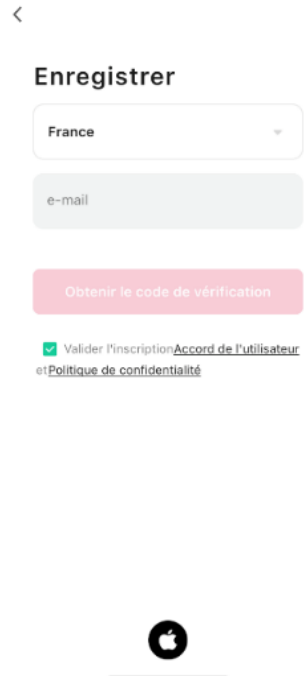 Enregistrer
France
e-mail
Obtenir le code de vérification
Valider l'inscriptionAccord de l'utilisateur
etPolitique de confidentialité